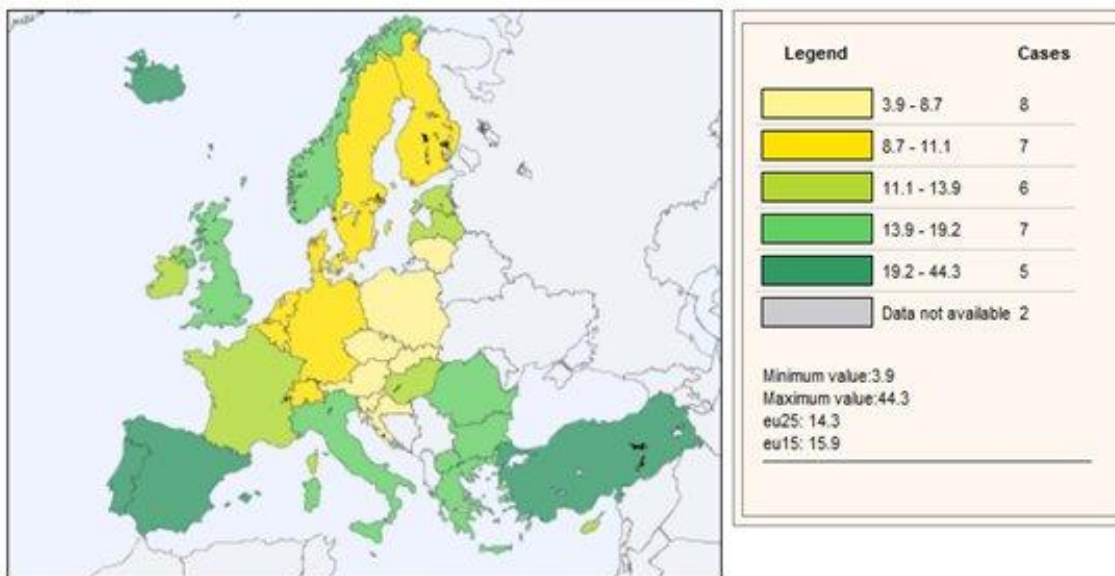 Legend Cases
3.9 - 8.7 8
8.7 - 11.1 7
11.1 - 13.9 6
13.9 - 19.2 7
19.2 - 44.3 5
Data not available 2
Minimum value:3.9
Maximum value:44.3
eu25: 14.3
eu15: 15.9